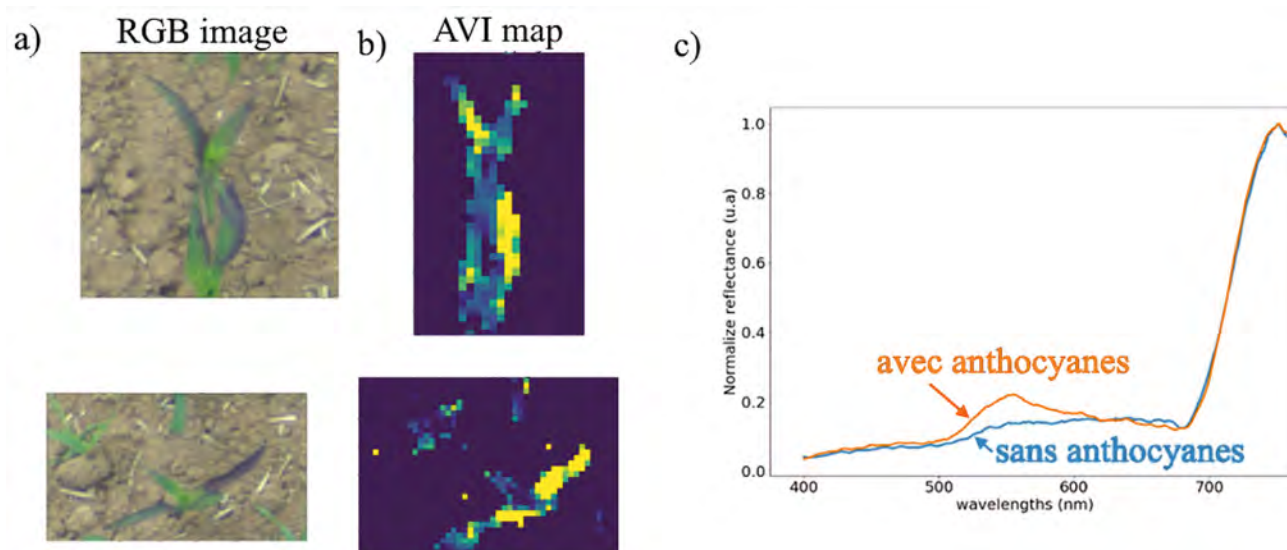 a)
RGB image
b)
AVI map
c)
Normalize reflectance (u.a)
1.0
0.8
0.6
0.4
0.2
0.0
avec anthocyanes
sans anthocyanes
400
500
600
700
wavelengths (nm)